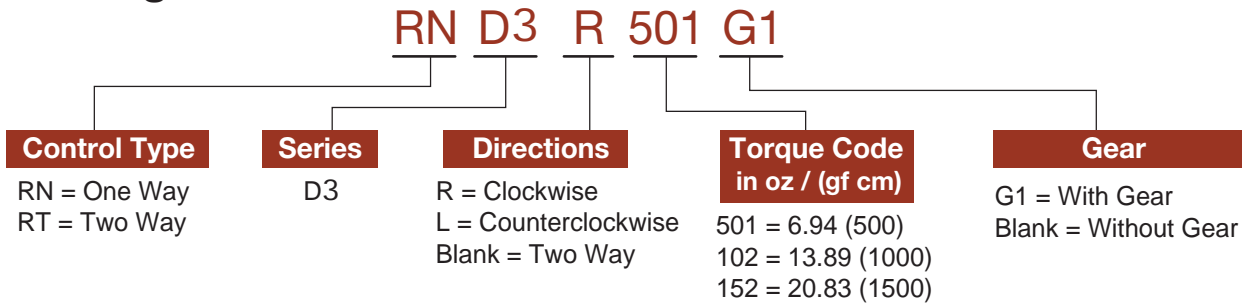 RN D3 R 501 G1
Control Type
RN = One Way
RT = Two Way
Series
D3
Directions
R = Clockwise
L = Counterclockwise
Blank = Two Way
Torque Code
in oz / (gf cm)
501 = 6.94 (500)
102 = 13.89 (1000)
152 = 20.83 (1500)
Gear
G1 = With Gear
Blank = Without Gear